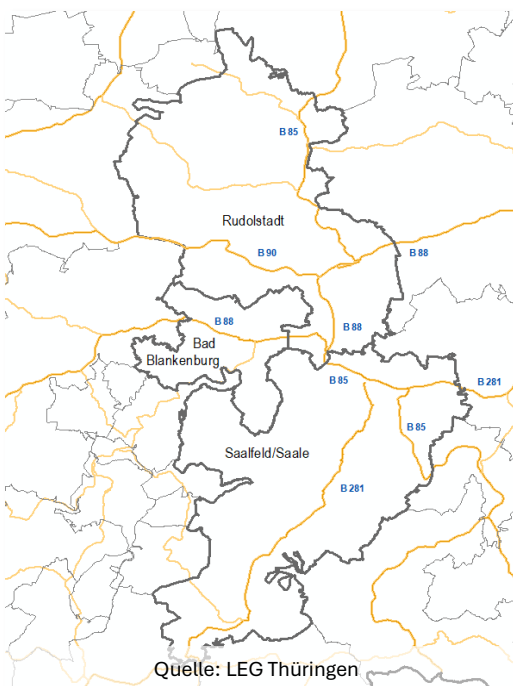 B 85
Rudolstadt
B 90
B 88
B 88
B 88
Bad
Blankenburg
B 85
B 281
B 85
Saalfeld/Saale
B 281
Quelle: LEG Thüringen